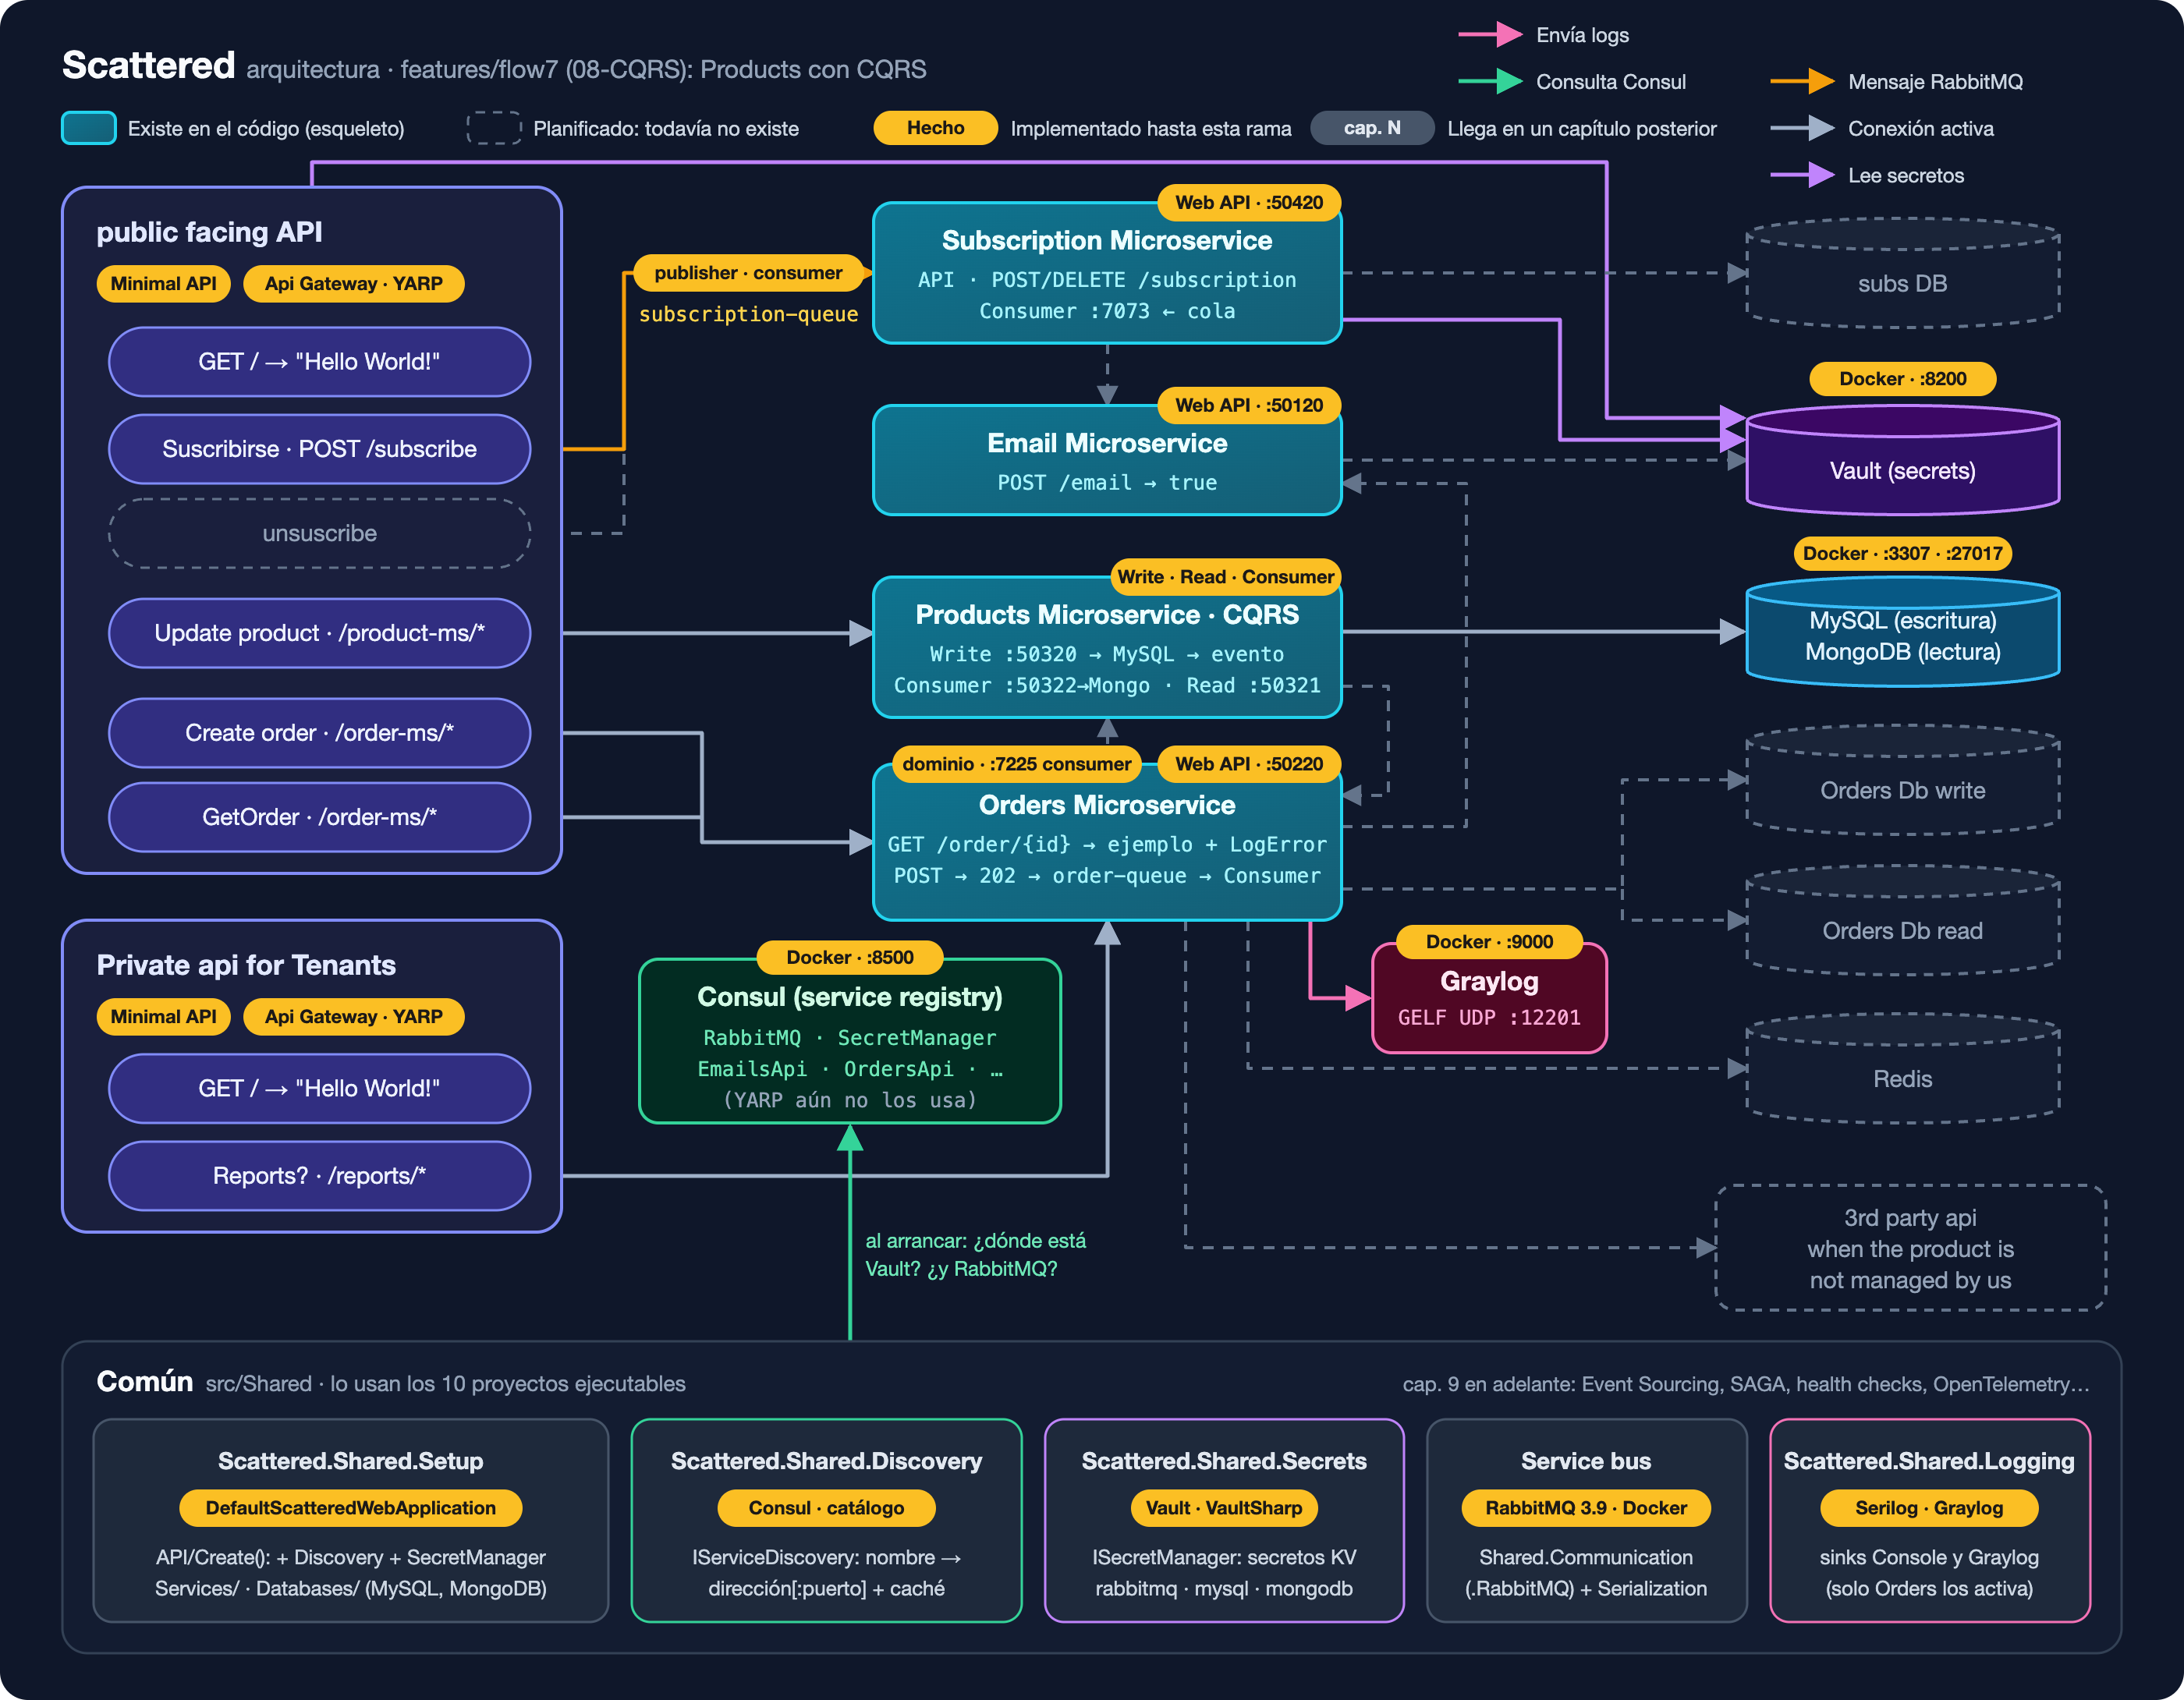 Scattered arquitectura · features/flow7 (08-CQRS): Products con CQRS
Envía logs
Consulta Consul
Mensaje RabbitMQ
Existe en el código (esqueleto)
Planificado: todavía no existe
Hecho
Implementado hasta esta rama
cap. N
Llega en un capítulo posterior
Conexión activa
Lee secretos
public facing API
Minimal API
Api Gateway · YARP
GET / → "Hello World!"
Suscribirse · POST /subscribe
unsuscribe
Update product · /product-ms/*
Create order · /order-ms/*
GetOrder · /order-ms/*
publisher · consumer
subscription-queue
Web API · :50420
Subscription Microservice
API · POST/DELETE /subscription
Consumer :7073 ← cola
Web API · :50120
Email Microservice
POST /email → true
Write · Read · Consumer
Products Microservice · CQRS
Write :50320 → MySQL → evento
Consumer :50322→Mongo · Read :50321
dominio · :7225 consumer
Web API · :50220
Orders Microservice
GET /order/{id} → ejemplo + LogError
POST → 202 → order-queue → Consumer
subs DB
Docker · :8200
Vault (secrets)
Docker · :3307 · :27017
MySQL (escritura)
MongoDB (lectura)
Orders Db write
Orders Db read
Redis
3rd party api
when the product is
not managed by us
Private api for Tenants
Minimal API
Api Gateway · YARP
GET / → "Hello World!"
Reports? · /reports/*
Docker · :8500
Consul (service registry)
RabbitMQ · SecretManager
EmailsApi · OrdersApi · …
(YARP aún no los usa)
Docker · :9000
Graylog
GELF UDP :12201
al arrancar: ¿dónde está
Vault? ¿y RabbitMQ?
Común src/Shared · lo usan los 10 proyectos ejecutables
cap. 9 en adelante: Event Sourcing, SAGA, health checks, OpenTelemetry…
Scattered.Shared.Setup
DefaultScatteredWebApplication
API/Create(): + Discovery + SecretManager
Services/ · Databases/ (MySQL, MongoDB)
Scattered.Shared.Discovery
Consul · catálogo
IServiceDiscovery: nombre →
dirección[:puerto] + caché
Scattered.Shared.Secrets
Vault · VaultSharp
ISecretManager: secretos KV
rabbitmq · mysql · mongodb
Service bus
RabbitMQ 3.9 · Docker
Shared.Communication
(.RabbitMQ) + Serialization
Scattered.Shared.Logging
Serilog · Graylog
sinks Console y Graylog
(solo Orders los activa)